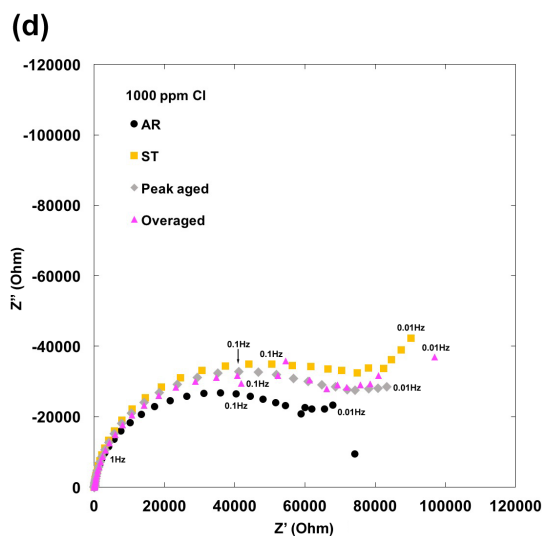 (d)
-120000
-100000
-80000
-60000
-40000
-20000
0
Z" (Ohm)
1000 ppm Cl
AR
ST
Peak aged
Overaged
0.1Hz
0.1Hz
0.01Hz
0.01Hz
0.1Hz
0.01Hz
0.1Hz
0.01Hz
1Hz
0 20000 40000 60000 80000 100000 120000
Z' (Ohm)